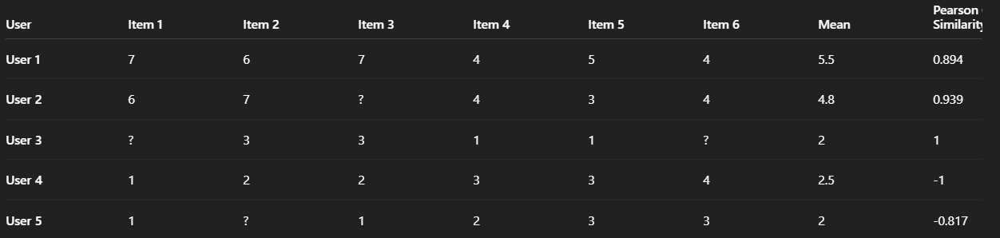 User Item 1 Item 2 Item 3 Item 4 Item 5 Item 6 Mean Pearson
Similarity
User 1 7 6 7 4 5 4 5.5 0.894
User 2 6 7 ? 4 3 4 4.8 0.939
User 3 ? 3 3 1 1 ? 2 1
User 4 1 2 2 3 3 4 2.5 -1
User 5 1 ? 1 2 3 3 2 -0.817